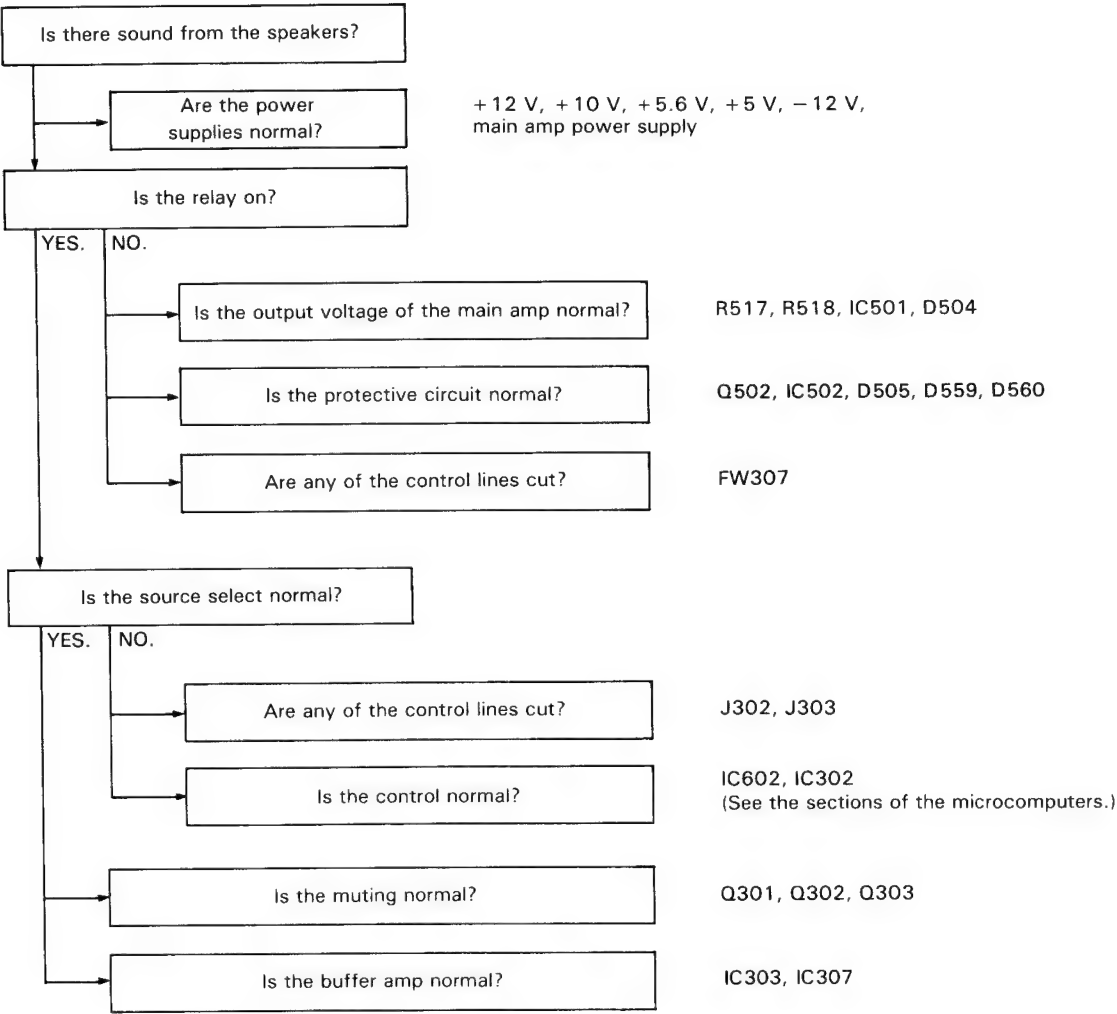 Is there sound from the speakers?
Are the power
supplies normal?
+12 V, +10 V, +5.6 V, +5 V, −12 V,
main amp power supply
Is the relay on?
YES. NO.
Is the output voltage of the main amp normal?
R517, R518, IC501, D504
Is the protective circuit normal?
Q502, IC502, D505, D559, D560
Are any of the control lines cut?
FW307
Is the source select normal?
YES. NO.
Are any of the control lines cut?
J302, J303
Is the control normal?
IC602, IC302
(See the sections of the microcomputers.)
Is the muting normal?
Q301, Q302, Q303
Is the buffer amp normal?
IC303, IC307